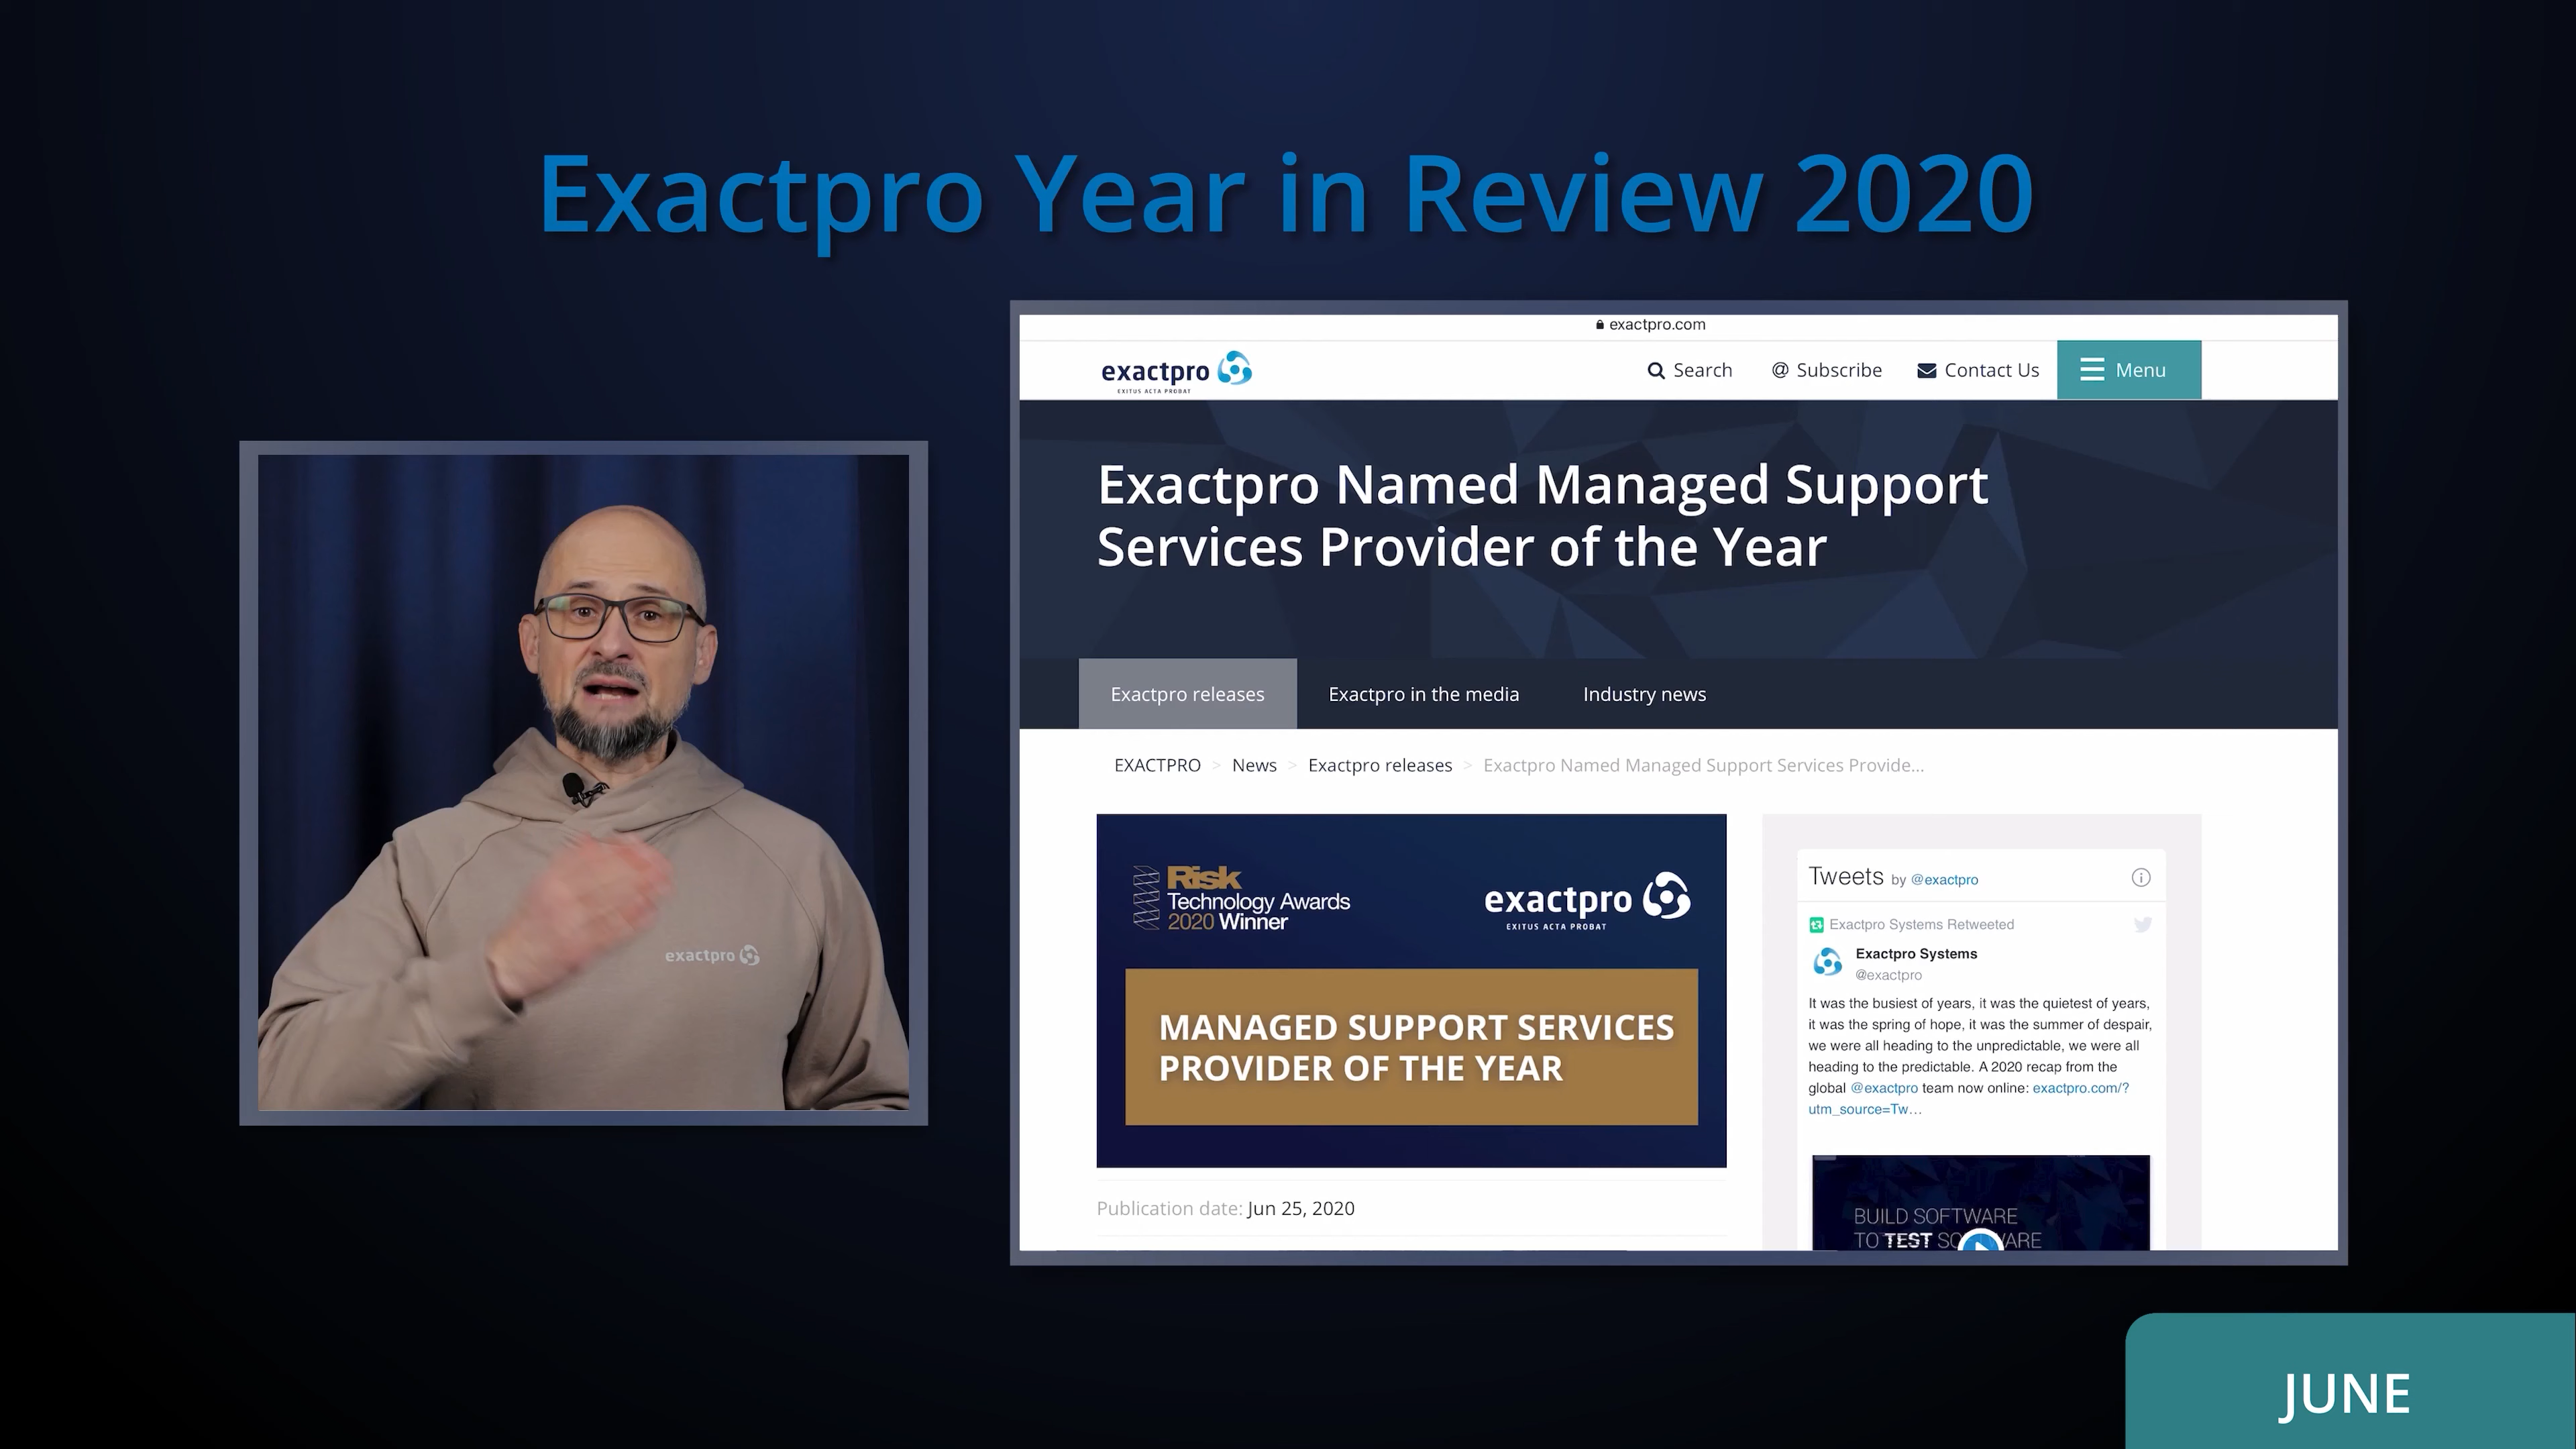 Exactpro Year in Review 2020
exactpro
exactpro.com
exactpro
EXITUS ACTA PROBAT
Search
@ Subscribe
Contact Us
Menu
Exactpro Named Managed Support
Services Provider of the Year
Exactpro releases
Exactpro in the media
Industry news
EXACTPRO > News > Exactpro releases > Exactpro Named Managed Support Services Provide...
Risk
Technology Awards
2020 Winner
exactpro
EXITUS ACTA PROBAT
MANAGED SUPPORT SERVICES
PROVIDER OF THE YEAR
Publication date: Jun 25, 2020
Tweets by @exactpro
Exactpro Systems Retweeted
Exactpro Systems
@exactpro
It was the busiest of years, it was the quietest of years,
it was the spring of hope, it was the summer of despair,
we were all heading to the unpredictable, we were all
heading to the predictable. A 2020 recap from the
global @exactpro team now online: exactpro.com/?
utm_source=Tw…
BUILD SOFTWARE
TO TEST
JUNE